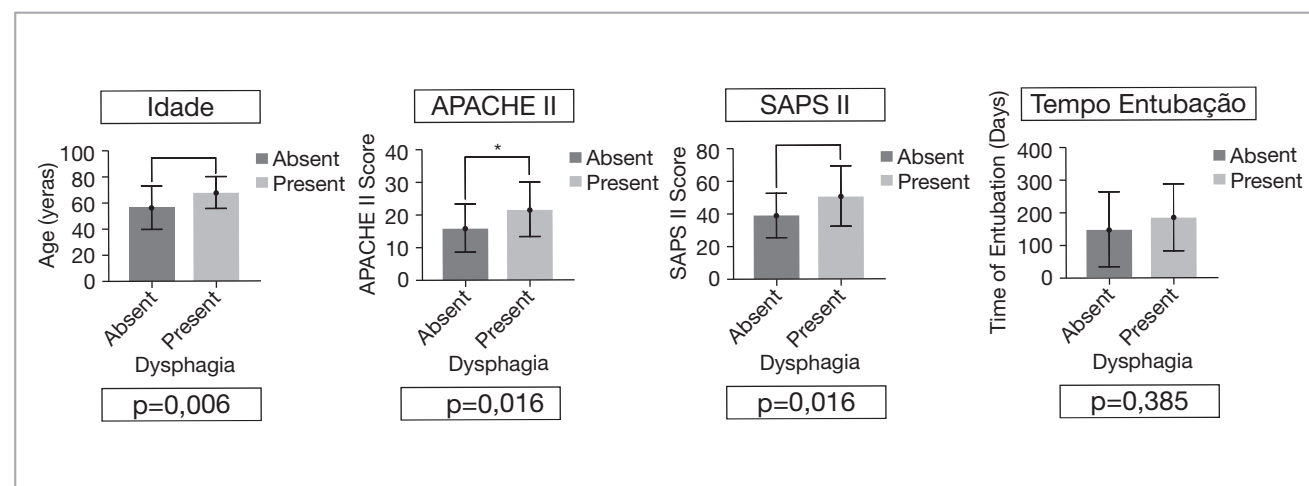 Idade
100
80
60
40
20
0
Age (yeras)
Absent
Present
Absent
Present
Dysphagia
p=0,006
APACHE II
40
30
20
10
0
APACHE II Score
*
Absent
Present
Absent
Present
Dysphagia
p=0,016
SAPS II
80
60
40
20
0
SAPS II Score
Absent
Present
Absent
Present
Dysphagia
p=0,016
Tempo Entubação
400
300
200
100
0
Time of Entubation (Days)
Absent
Present
Absent
Present
Dysphagia
p=0,385